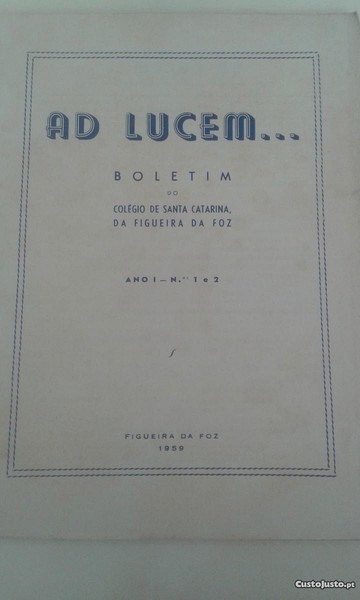 AD LUCEM...
BOLETIM
DO
COLÉGIO DE SANTA CATARINA,
DA FIGUEIRA DA FOZ
ANO I — N.os 1 e 2
FIGUEIRA DA FOZ
1959
CustoJusto.pt